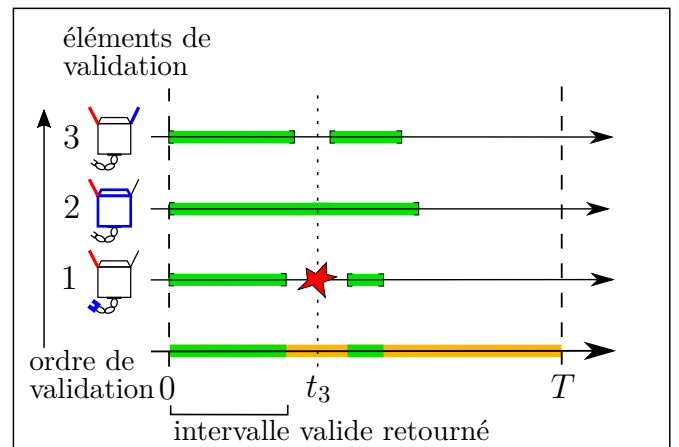 éléments de
validation
3
2
1
ordre de
validation
0
t₃
T
intervalle valide retourné